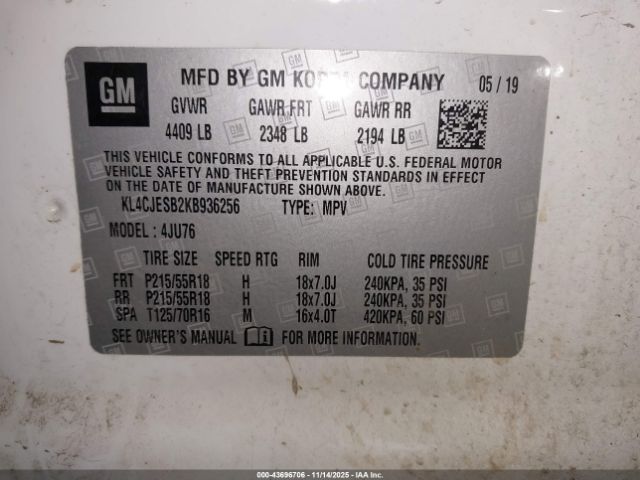 GM MFD BY GM KOREA COMPANY 05 / 19
GVWR GAWR FRT GAWR RR
4409 LB 2348 LB 2194 LB
THIS VEHICLE CONFORMS TO ALL APPLICABLE U.S. FEDERAL MOTOR
VEHICLE SAFETY AND THEFT PREVENTION STANDARDS IN EFFECT
ON THE DATE OF MANUFACTURE SHOWN ABOVE.
KL4CJESB2KB936256 TYPE: MPV
MODEL : 4JU76
TIRE SIZE SPEED RTG RIM COLD TIRE PRESSURE
FRT P215/55R18 H 18x7.0J 240KPA, 35 PSI
RR P215/55R18 H 18x7.0J 240KPA, 35 PSI
SPA T125/70R16 M 16x4.0T 420KPA, 60 PSI
SEE OWNER'S MANUAL FOR MORE INFORMATION.
000-43696706 - 11/14/2025 - IAAC Inc.